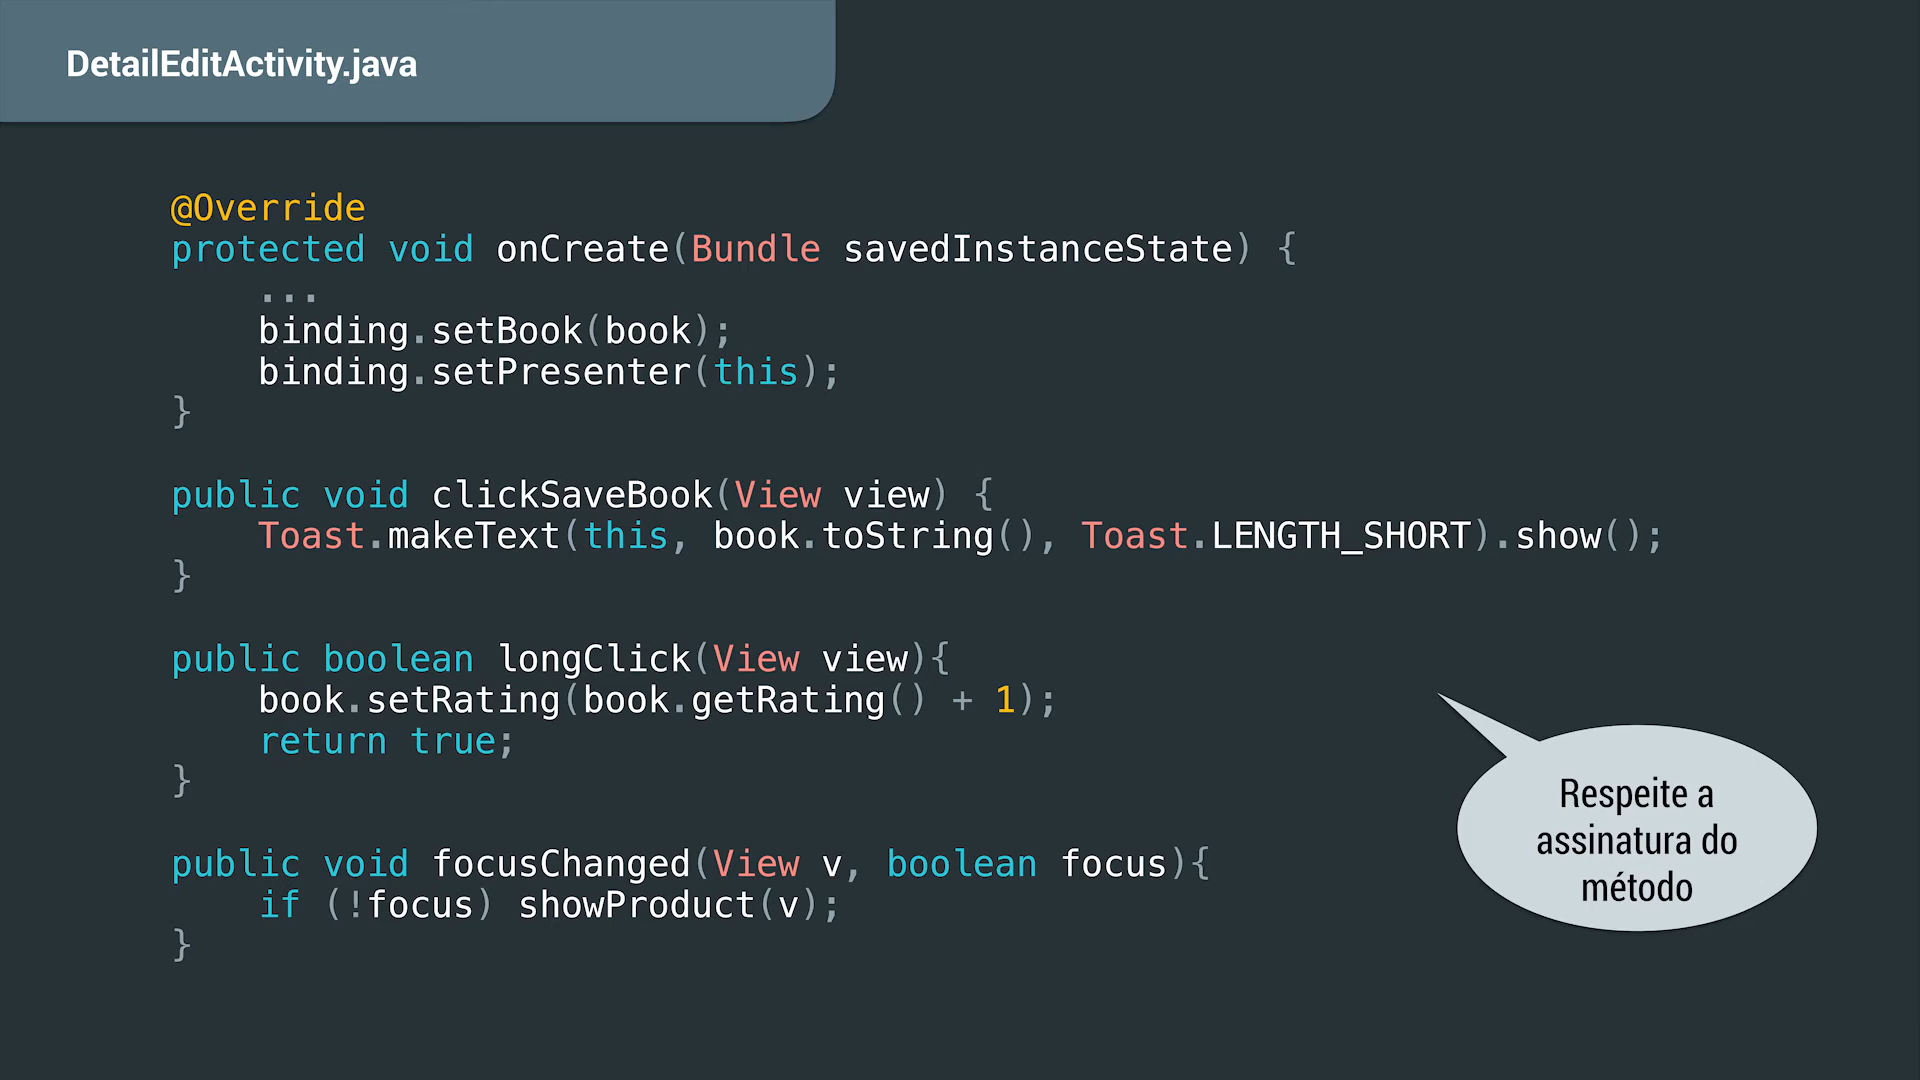 DetailEditActivity.java
@Override
protected void onCreate(Bundle savedInstanceState) {
    ...
    binding.setBook(book);
    binding.setPresenter(this);
}
public void clickSaveBook(View view) {
    Toast.makeText(this, book.toString(), Toast.LENGTH_SHORT).show();
}
public boolean longClick(View view){
    book.setRating(book.getRating() + 1);
    return true;
}
public void focusChanged(View v, boolean focus){
    if (!focus) showProduct(v);
}
Respeite a
assinatura do
método